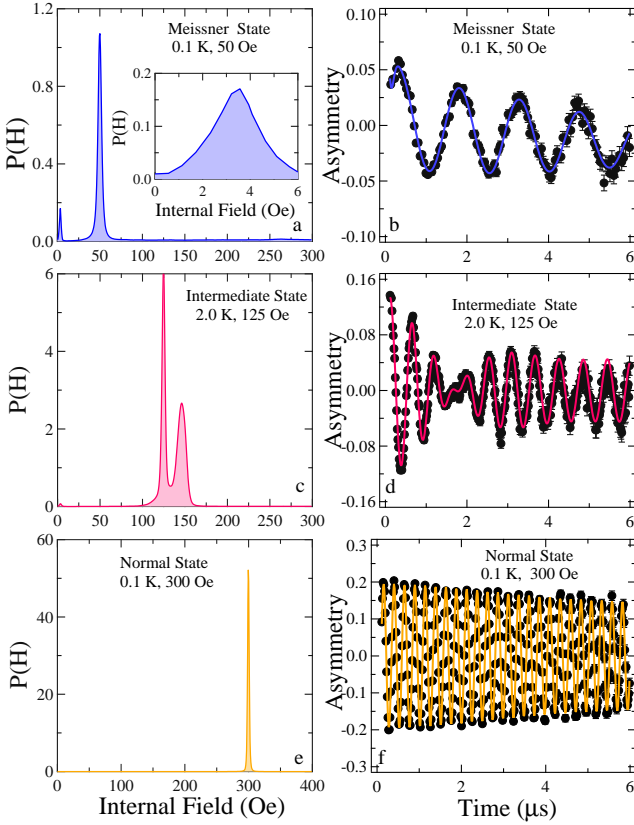 Meissner State
0.1 K, 50 Oe
1.2
0.8
0.4
0.0
P(H)
0.2
0.1
0.0
P(H)
0 2 4 6
Internal Field (Oe)
a
0 50 100 150 200 250 300
Meissner State
0.1 K, 50 Oe
0.10
0.05
0.00
-0.05
-0.10
Asymmetry
b
0 2 4 6
Intermediate State
2.0 K, 125 Oe
6
4
2
0
P(H)
c
0 50 100 150 200 250 300
Intermediate State
2.0 K, 125 Oe
0.16
0.08
0.00
-0.08
-0.16
Asymmetry
d
0 2 4 6
Normal State
0.1 K, 300 Oe
60
40
20
0
P(H)
e
0 100 200 300 400
Internal Field (Oe)
Normal State
0.1 K, 300 Oe
0.3
0.2
0.1
0.0
-0.1
-0.2
-0.3
Asymmetry
f
0 2 4 6
Time (μs)